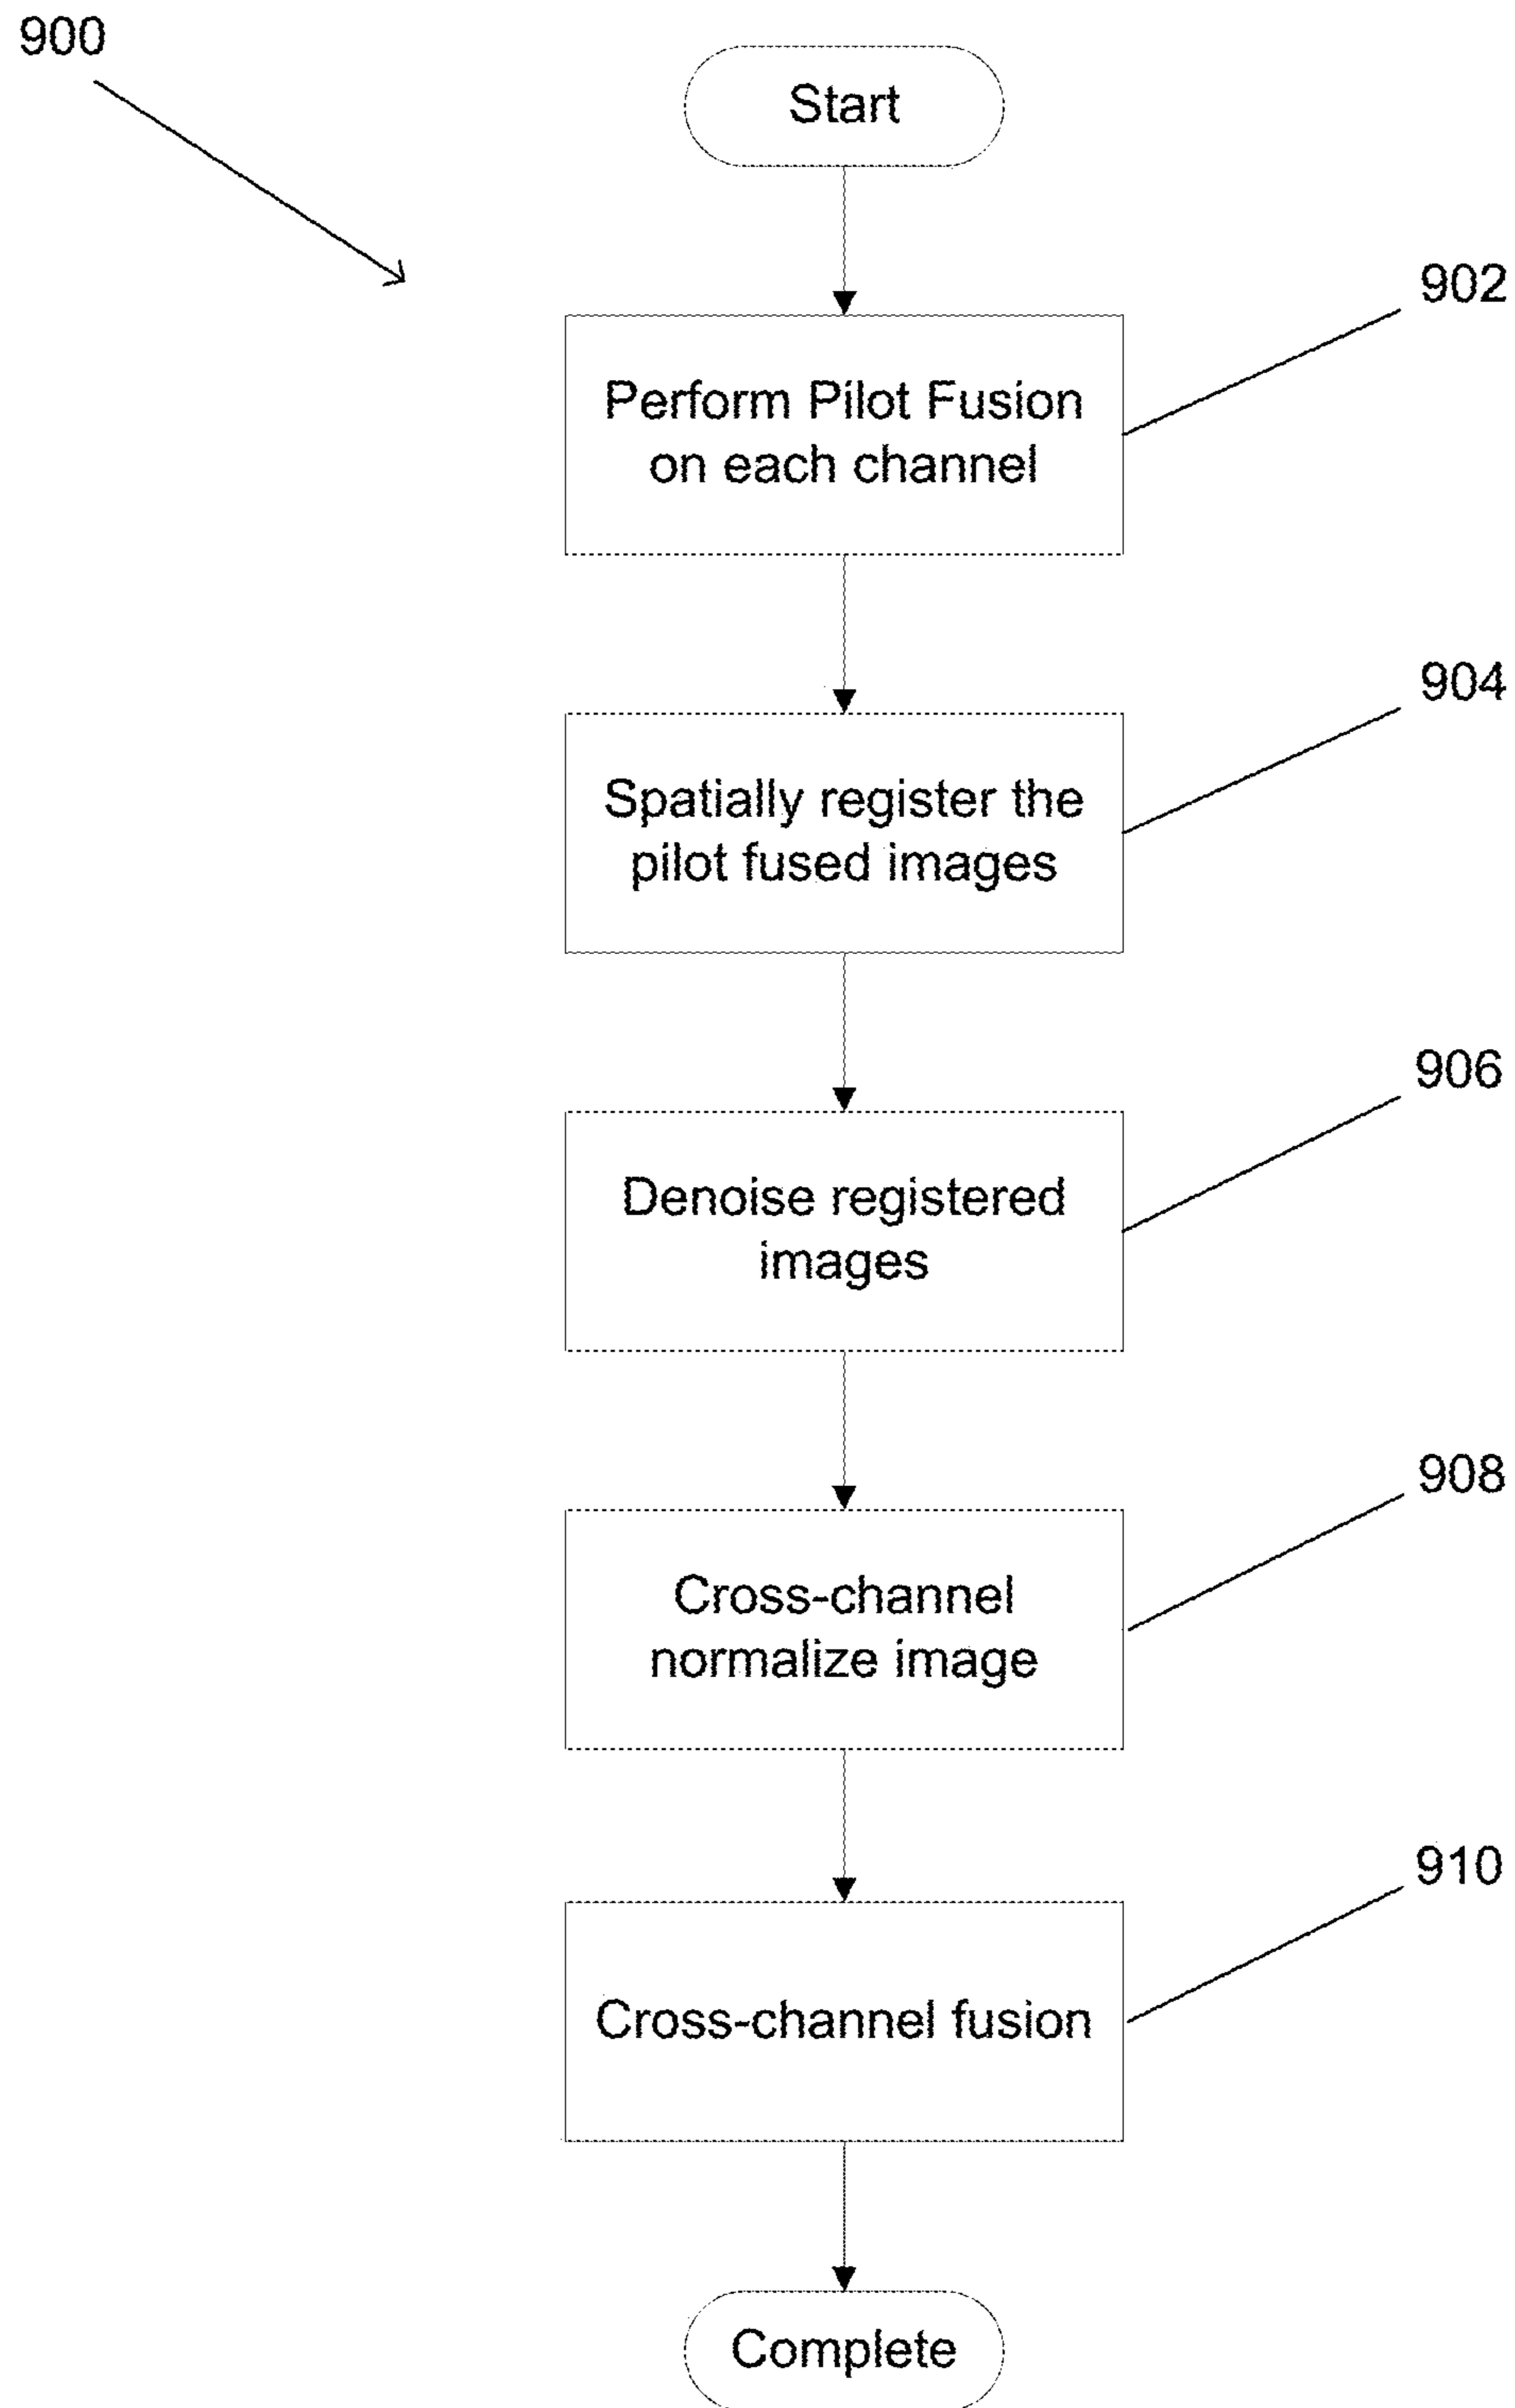 900
Start
902
Perform Pilot Fusion
on each channel
904
Spatially register the
pilot fused images
906
Denoise registered
images
908
Cross-channel
normalize image
910
Cross-channel fusion
Complete